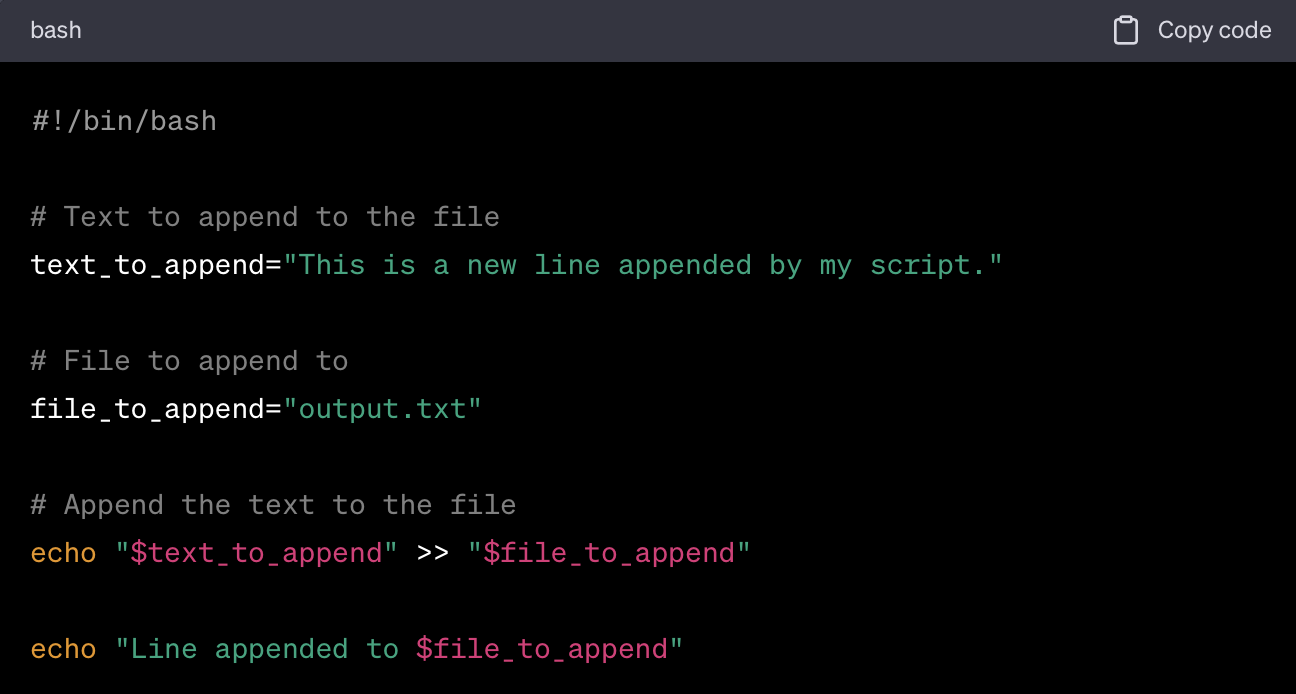 bash
Copy code
#!/bin/bash
# Text to append to the file
text_to_append="This is a new line appended by my script."
# File to append to
file_to_append="output.txt"
# Append the text to the file
echo "$text_to_append" >> "$file_to_append"
echo "Line appended to $file_to_append"